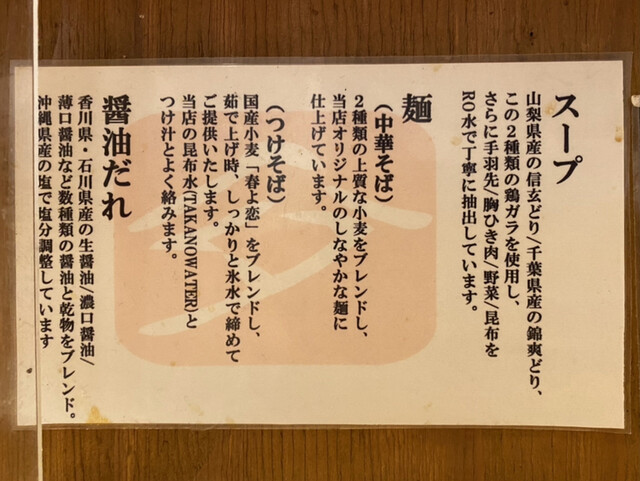 スープ
山梨県産の信玄どり/千葉県産の錦爽どり、
この2種類の鶏ガラを使用し、
さらに手羽先/胸ひき肉/野菜/昆布を
RO水で丁寧に抽出しています。
麺
(中華そば)
2種類の上質な小麦をブレンドし、
当店オリジナルのしなやかな麺に
仕上げています。
(つけそば)
国産小麦「春よ恋」をブレンドし、
茹で上げ時、しっかりと氷水で締めて
ご提供いたします。
当店の昆布水(TAKANOWATER)と
つけ汁とよく絡みます。
醤油だれ
香川県・石川県産の生醤油/濃口醤油/
薄口醤油など数種類の醤油と乾物をブレンド。
沖縄県産の塩で塩分調整しています